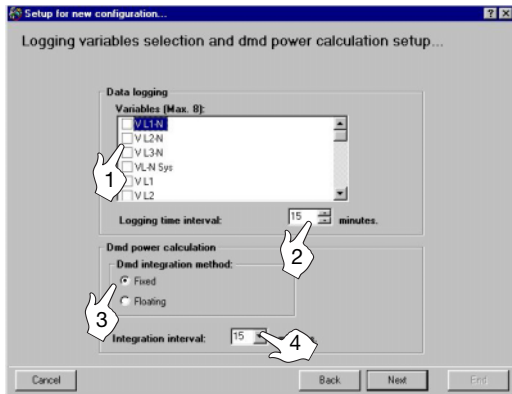 Setup for new configuration...
Logging variables selection and dmd power calculation setup...
Data logging
Variables (Max. 8):
V L1-N
V L2-N
V L3-N
VL-N Sys
V L1
V L2
1
Logging time interval: 15 minutes.
2
Dmd power calculation
Dmd integration method:
Fixed
Floating
3
Integration interval: 15
4
Cancel Back Next End